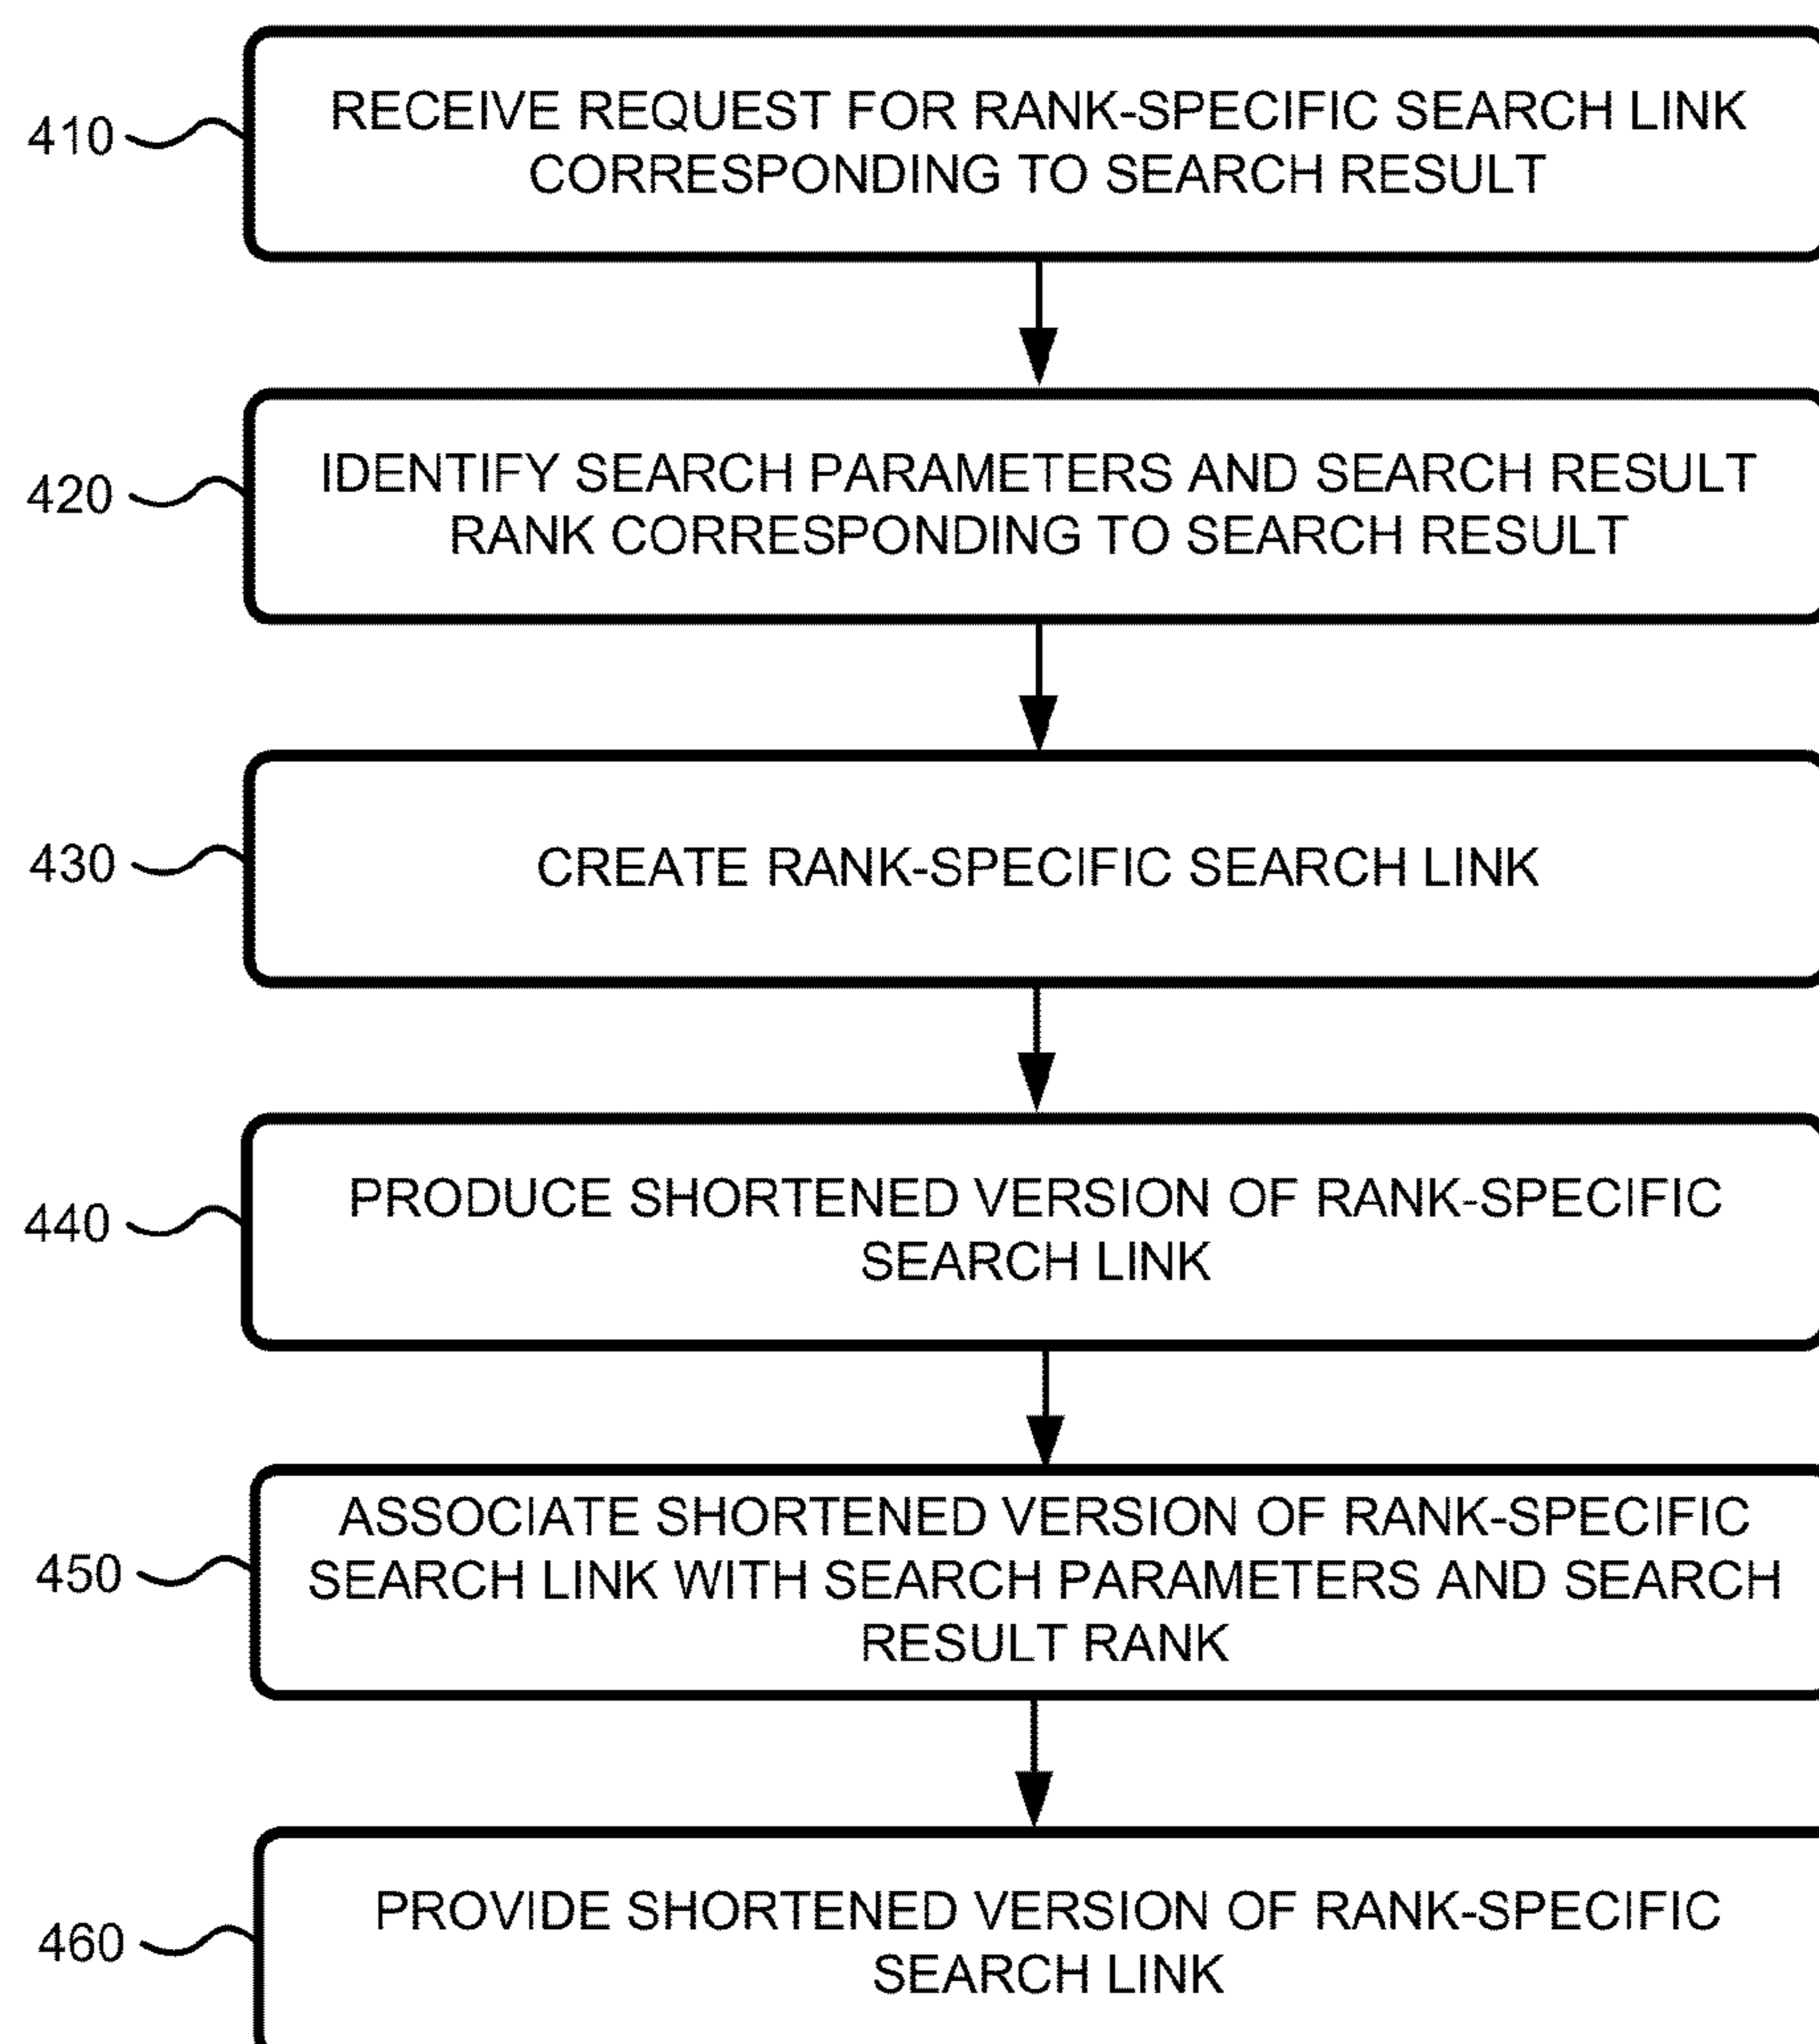 410
RECEIVE REQUEST FOR RANK-SPECIFIC SEARCH LINK
CORRESPONDING TO SEARCH RESULT
420
IDENTIFY SEARCH PARAMETERS AND SEARCH RESULT
RANK CORRESPONDING TO SEARCH RESULT
430
CREATE RANK-SPECIFIC SEARCH LINK
440
PRODUCE SHORTENED VERSION OF RANK-SPECIFIC
SEARCH LINK
450
ASSOCIATE SHORTENED VERSION OF RANK-SPECIFIC
SEARCH LINK WITH SEARCH PARAMETERS AND SEARCH
RESULT RANK
460
PROVIDE SHORTENED VERSION OF RANK-SPECIFIC
SEARCH LINK